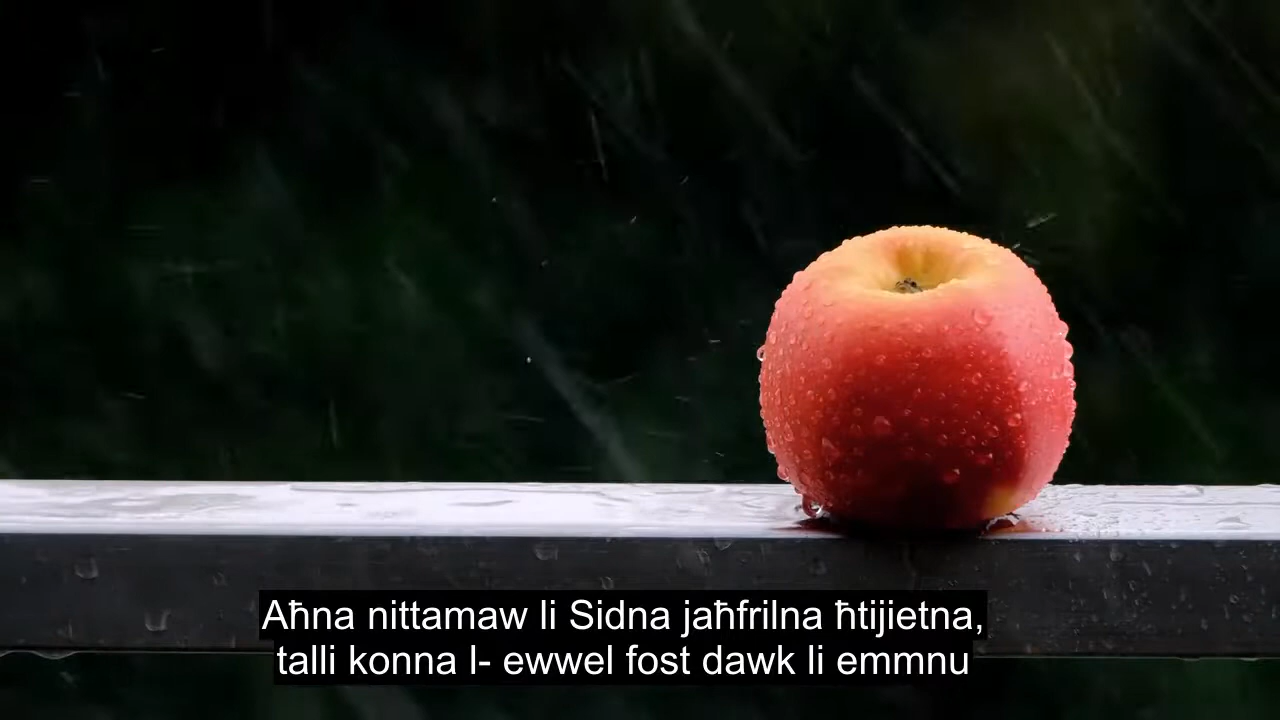 Aħna nittamaw li Sidna jaħfrilna ħtijietna,
talli konna l- ewwel fost dawk li emmnu